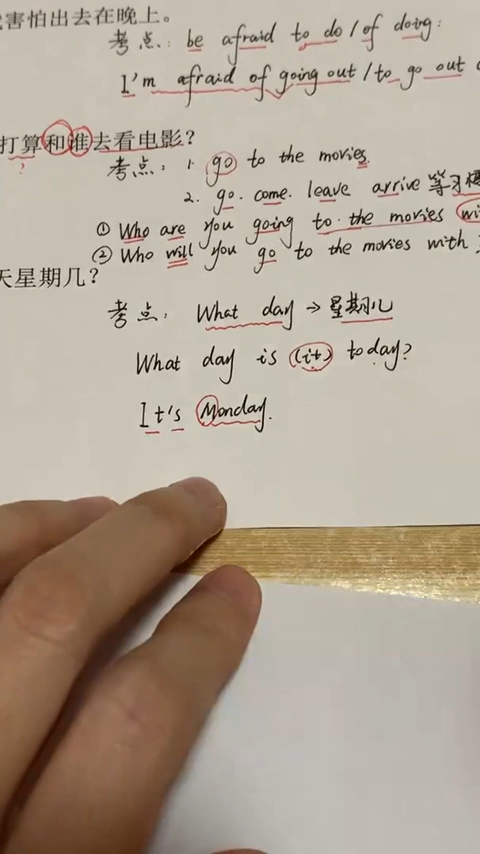 害怕出去在晚上。
考点: be afraid to do / of doing:
I'm afraid of going out / to go out
打算和谁去看电影?
?
考点: 1. go to the movies.
2. go. come. leave arrive 等习惯
① Who are you going to the movies wi
② Who will you go to the movies with?
天星期几?
考点: What day → 星期几
What day is (it) today?
It's Monday.